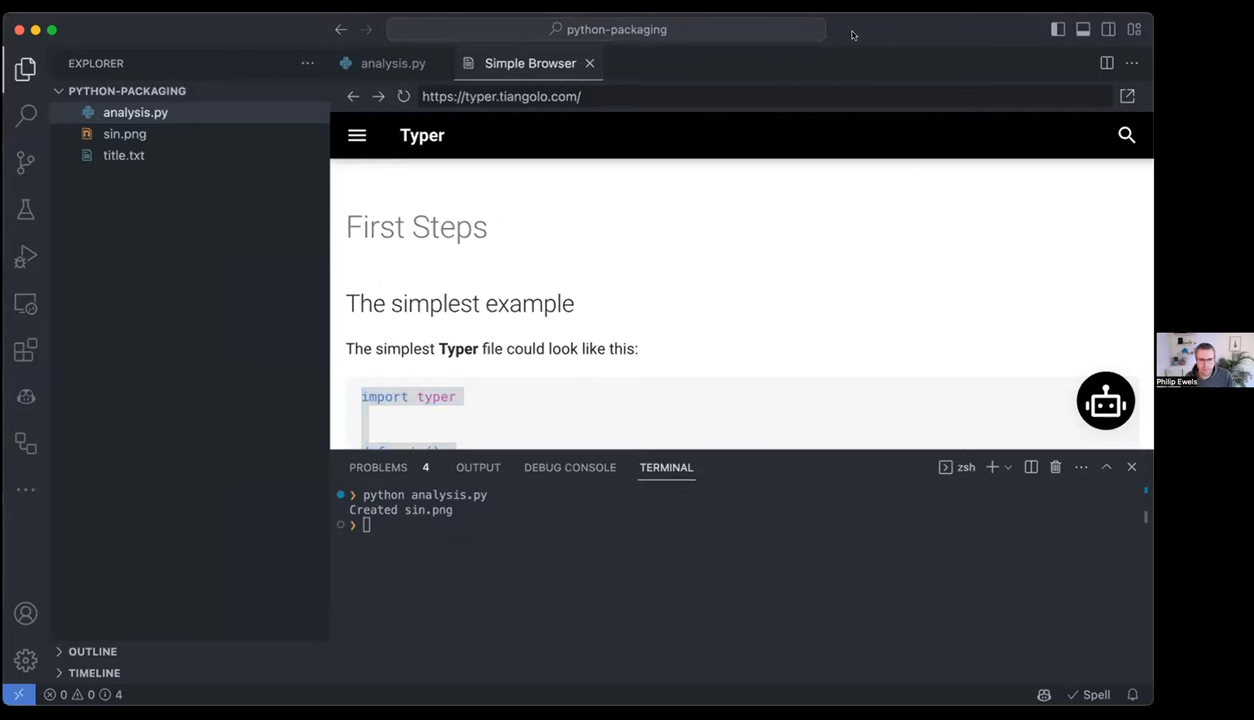 python-packaging
EXPLORER
analysis.py
Simple Browser
PYTHON-PACKAGING
analysis.py
sin.png
title.txt
https://typer.tiangolo.com/
Typer
First Steps
The simplest example
The simplest Typer file could look like this:
import typer
PROBLEMS 4 OUTPUT DEBUG CONSOLE TERMINAL
zsh
python analysis.py
Created sin.png
OUTLINE
TIMELINE
0 0 4
Spell
Philip Ewels